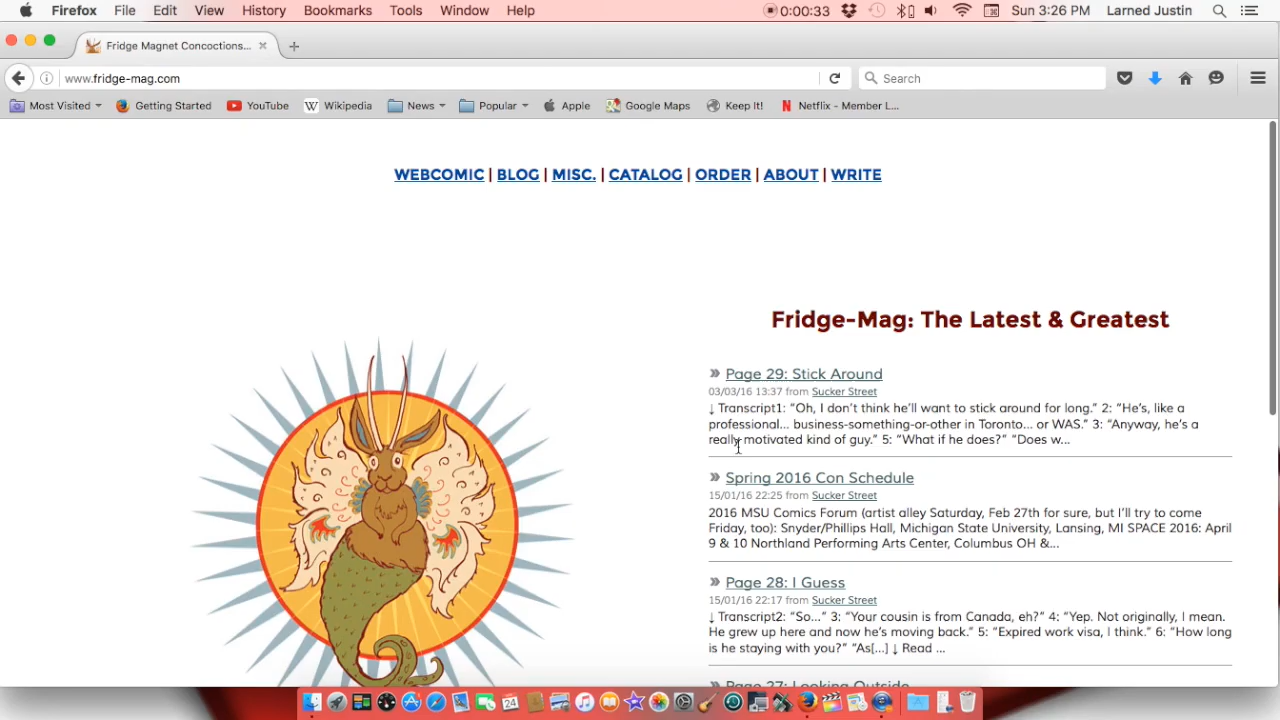 Firefox File Edit View History Bookmarks Tools Window Help 0:00:33 Sun 3:26 PM Larned Justin
Fridge Magnet Concoctions...
www.fridge-mag.com Search
Most Visited Getting Started YouTube Wikipedia News Popular Apple Google Maps Keep It! Netflix - Member L...
WEBCOMIC | BLOG | MISC. | CATALOG | ORDER | ABOUT | WRITE
Fridge-Mag: The Latest & Greatest
» Page 29: Stick Around
03/03/16 13:37 from Sucker Street
↓ Transcript1: “Oh, I don’t think he’ll want to stick around for long.” 2: “He’s, like a
professional... business-something-or-other in Toronto... or WAS.” 3: “Anyway, he’s a
really motivated kind of guy.” 5: “What if he does?” “Does w...
» Spring 2016 Con Schedule
15/01/16 22:25 from Sucker Street
2016 MSU Comics Forum (artist alley Saturday, Feb 27th for sure, but I’ll try to come
Friday, too): Snyder/Phillips Hall, Michigan State University, Lansing, MI SPACE 2016: April
9 & 10 Northland Performing Arts Center, Columbus OH &...
» Page 28: I Guess
15/01/16 22:17 from Sucker Street
↓ Transcript2: “So...” 3: “Your cousin is from Canada, eh?” 4: “Yep. Not originally, I mean.
He grew up here and now he’s moving back.” 5: “Expired work visa, I think.” 6: “How long
is he staying with you?” “As[...] ↓ Read ...
» Page 27: Looking Outside
24